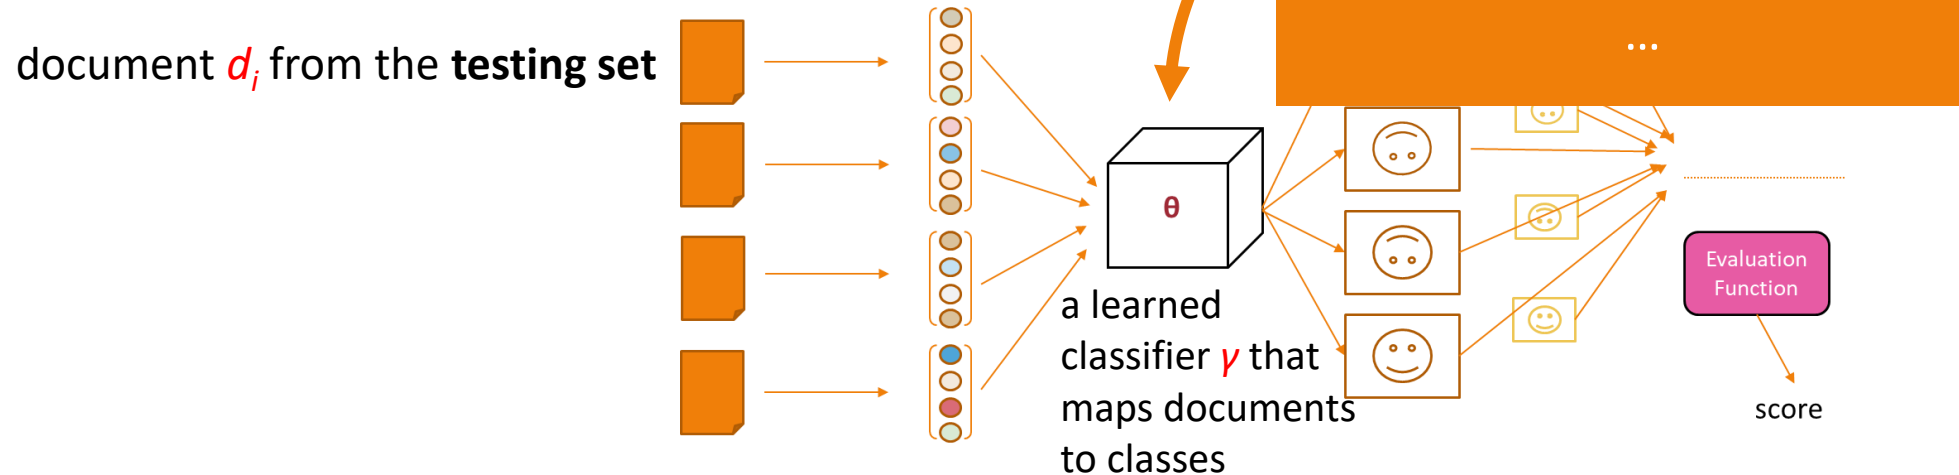 ...
document di from the testing set
θ
Evaluation
Function
a learned
classifier γ that
maps documents
to classes
score